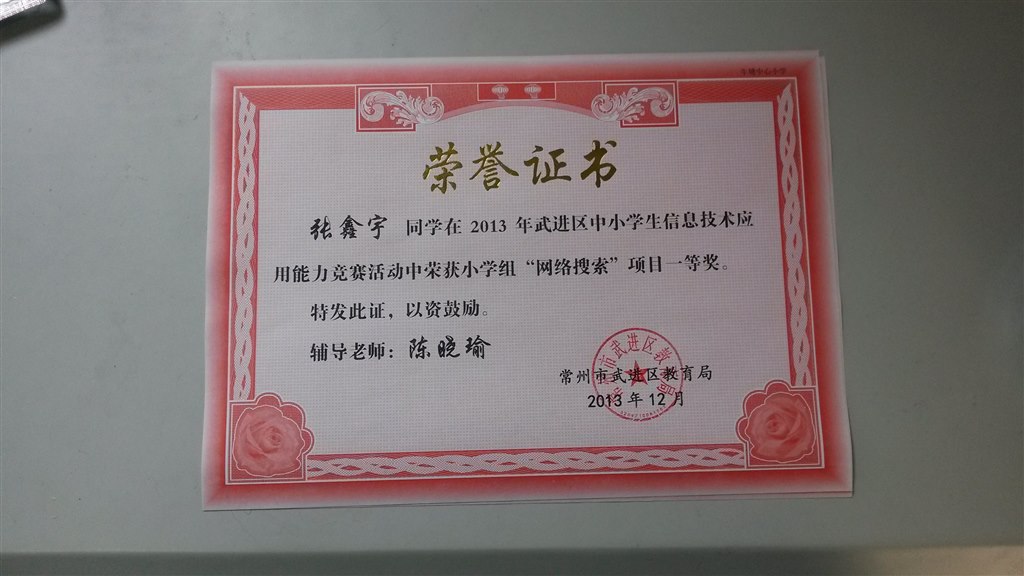 荣誉证书
张鑫宇 同学在 2013 年武进区中小学生信息技术应
用能力竞赛活动中荣获小学组“网络搜索”项目一等奖。
特发此证，以资鼓励。
辅导老师：陈晓瑜
常州市武进区教育局
2013 年 12 月